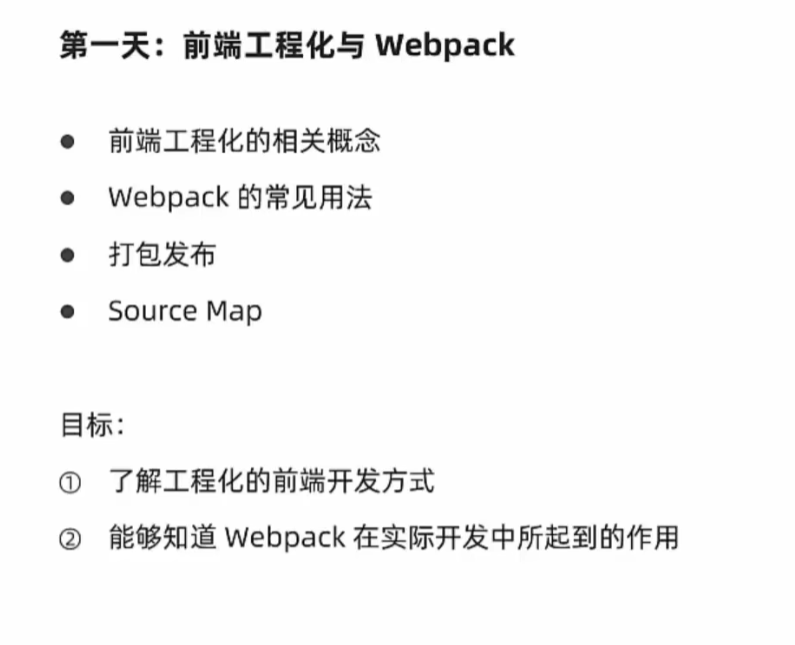 第一天：前端工程化与 Webpack
● 前端工程化的相关概念
● Webpack 的常见用法
● 打包发布
● Source Map
目标：
① 了解工程化的前端开发方式
② 能够知道 Webpack 在实际开发中所起到的作用